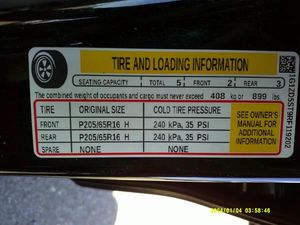 TIRE AND LOADING INFORMATION
SEATING CAPACITY TOTAL 5 FRONT 2 REAR 3
The combined weight of occupants and cargo must never exceed 408 kg or 899 lbs.
TIRE ORIGINAL SIZE COLD TIRE PRESSURE
FRONT P205/65R16 H 240 kPa, 35 PSI
REAR P205/65R16 H 240 kPa, 35 PSI
SPARE NONE NONE
SEE OWNER'S
MANUAL FOR
ADDITIONAL
INFORMATION
01/04 03:58:46